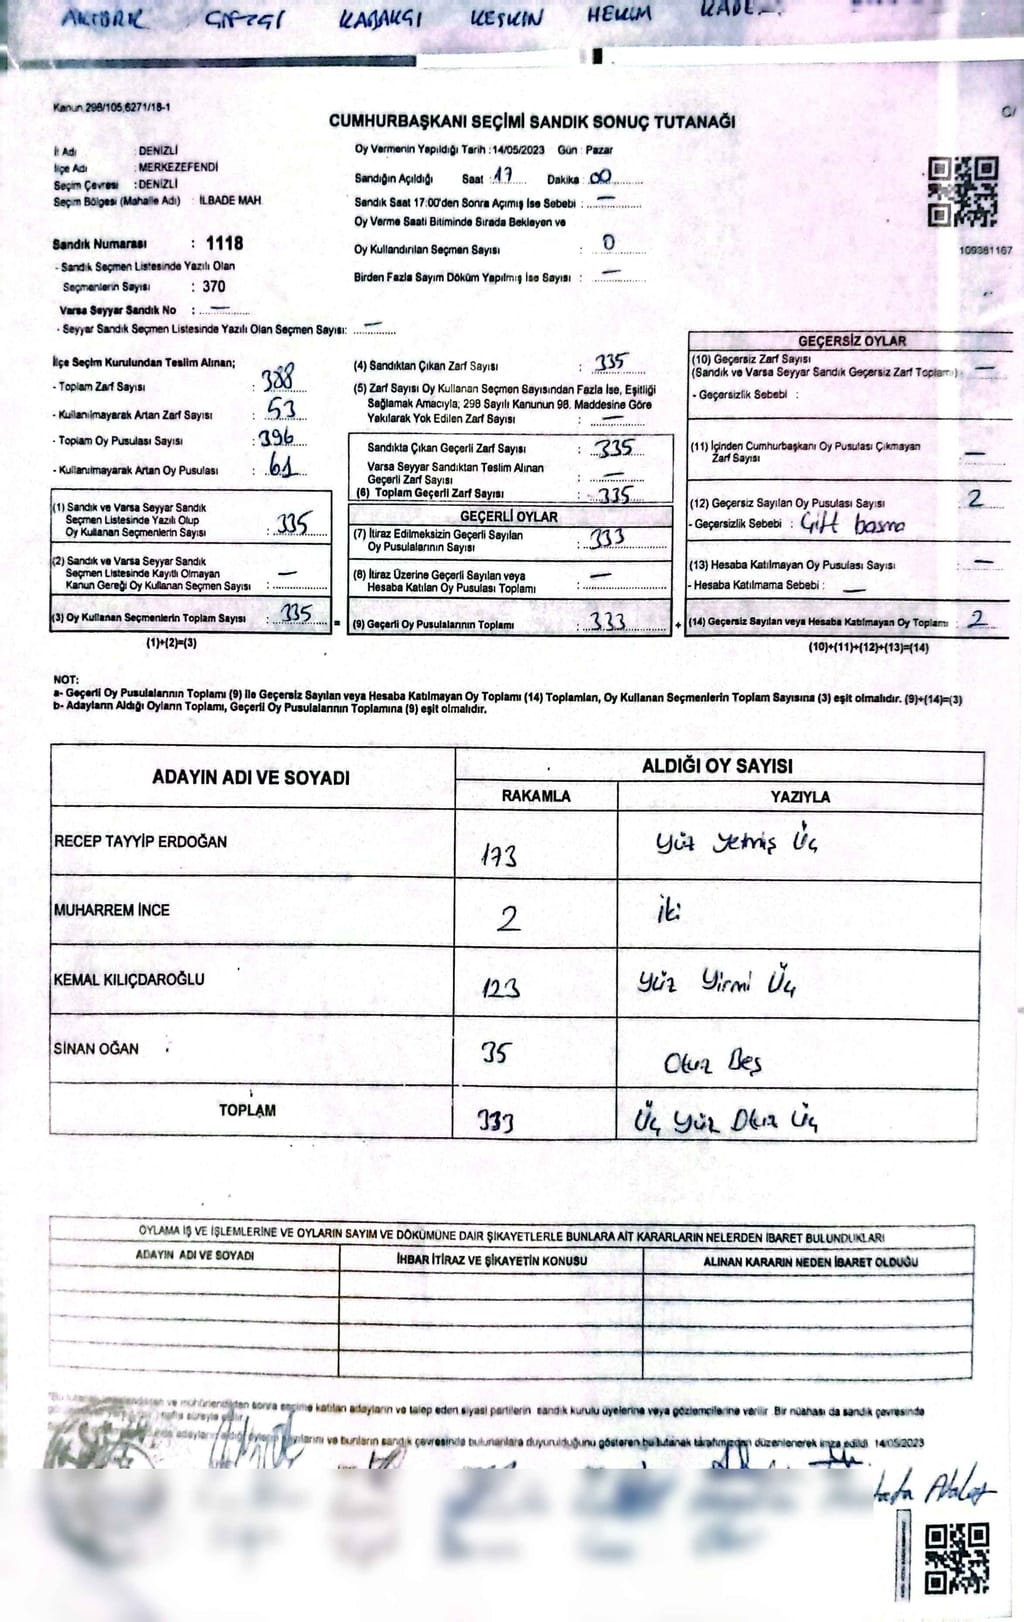 AKTÜRK ÇİFTÇİ KABAKÇI KESKİN HEKİM
Kanun 298/105,6271/18-1
CUMHURBAŞKANI SEÇİMİ SANDIK SONUÇ TUTANAĞI
İl Adı : DENİZLİ
İlçe Adı : MERKEZEFENDİ
Seçim Çevresi : DENİZLİ
Seçim Bölgesi (Mahalle Adı) : İLBADE MAH.
Oy Vermenin Yapıldığı Tarih :14/05/2023 Gün : Pazar
Sandığın Açıldığı Saat : 17 Dakika : 00
Sandık Saat 17:00'den Sonra Açımış İse Sebebi : —
Oy Verme Saati Bitiminde Sırada Bekleyen ve
Oy Kullandırılan Seçmen Sayısı : 0
Birden Fazla Sayım Döküm Yapılmış İse Sayısı : —
109381167
Sandık Numarası : 1118
- Sandık Seçmen Listesinde Yazılı Olan
Seçmenlerin Sayısı : 370
Varsa Seyyar Sandık No : —
- Seyyar Sandık Seçmen Listesinde Yazılı Olan Seçmen Sayısı: —
İlçe Seçim Kurulundan Teslim Alınan;
- Toplam Zarf Sayısı : 388
- Kullanılmayarak Artan Zarf Sayısı : 53
- Toplam Oy Pusulası Sayısı : 396
- Kullanılmayarak Artan Oy Pusulası : 61
(1) Sandık ve Varsa Seyyar Sandık
Seçmen Listesinde Yazılı Olup
Oy Kullanan Seçmenlerin Sayısı : 335
(2) Sandık ve Varsa Seyyar Sandık
Seçmen Listesinde Kayıtlı Olmayan
Kanun Gereği Oy Kullanan Seçmen Sayısı : —
(3) Oy Kullanan Seçmenlerin Toplam Sayısı : 335
(1)+(2)=(3)
(4) Sandıktan Çıkan Zarf Sayısı : 335
(5) Zarf Sayısı Oy Kullanan Seçmen Sayısından Fazla İse, Eşitliği
Sağlamak Amacıyla; 298 Sayılı Kanunun 98. Maddesine Göre
Yakılarak Yok Edilen Zarf Sayısı : —
Sandıkta Çıkan Geçerli Zarf Sayısı : 335
Varsa Seyyar Sandıktan Teslim Alınan
Geçerli Zarf Sayısı : —
(6) Toplam Geçerli Zarf Sayısı : 335
GEÇERLİ OYLAR
(7) İtiraz Edilmeksizin Geçerli Sayılan
Oy Pusulalarının Sayısı : 333
(8) İtiraz Üzerine Geçerli Sayılan veya
Hesaba Katılan Oy Pusulası Toplamı : —
= (9) Geçerli Oy Pusulalarının Toplamı : 333
GEÇERSİZ OYLAR
(10) Geçersiz Zarf Sayısı
(Sandık ve Varsa Seyyar Sandık Geçersiz Zarf Toplamı) : —
- Geçersizlik Sebebi :
(11) İçinden Cumhurbaşkanı Oy Pusulası Çıkmayan
Zarf Sayısı —
(12) Geçersiz Sayılan Oy Pusulası Sayısı 2
- Geçersizlik Sebebi : Çift basma
(13) Hesaba Katılmayan Oy Pusulası Sayısı : —
- Hesaba Katılmama Sebebi : —
+ (14) Geçersiz Sayılan veya Hesaba Katılmayan Oy Toplamı : 2
(10)+(11)+(12)+(13)=(14)
NOT:
a- Geçerli Oy Pusulalarının Toplamı (9) ile Geçersiz Sayılan veya Hesaba Katılmayan Oy Toplamı (14) Toplamları, Oy Kullanan Seçmenlerin Toplam Sayısına (3) eşit olmalıdır. (9)+(14)=(3)
b- Adayların Aldığı Oyların Toplamı, Geçerli Oy Pusulalarının Toplamına (9) eşit olmalıdır.
ADAYIN ADI VE SOYADI ALDIĞI OY SAYISI
RAKAMLA YAZIYLA
RECEP TAYYİP ERDOĞAN 173 Yüz Yetmiş Üç
MUHARREM İNCE 2 İki
KEMAL KILIÇDAROĞLU 123 Yüz Yirmi Üç
SİNAN OĞAN 35 Otuz Beş
TOPLAM 333 Üç Yüz Otuz Üç
OYLAMA İŞ VE İŞLEMLERİNE VE OYLARIN SAYIM VE DÖKÜMÜNE DAİR ŞİKAYETLERLE BUNLARA AİT KARARLARIN NELERDEN İBARET BULUNDUKLARI
ADAYIN ADI VE SOYADI İHBAR İTİRAZ VE ŞİKAYETİN KONUSU ALINAN KARARIN NEDEN İBARET OLDUĞU
sonra seçime katılan adayların ve talep eden siyasi partilerin sandık kurulu üyelerine veya gözlemcilerine verilir. Bir nüshası da sandık çevresinde
ve bunların sandık çevresinde bulunanlara duyurulduğunu gösteren bu tutanak tarafımızdan düzenlenerek imza edildi. 14/05/2023